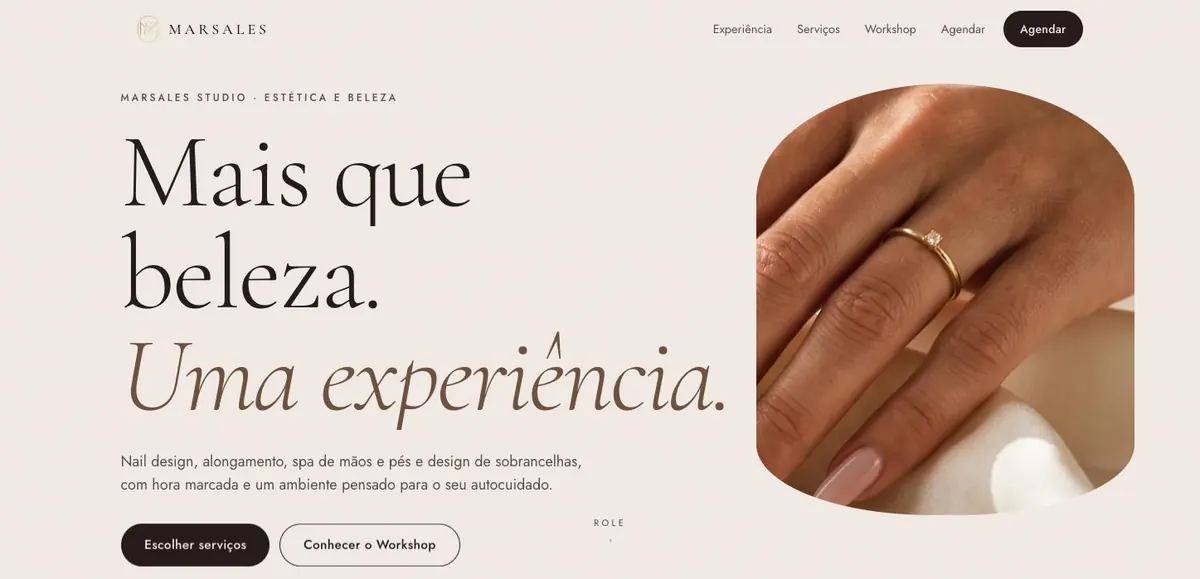 MARSALES
Experiência
Serviços
Workshop
Agendar
Agendar
MARSALES STUDIO · ESTÉTICA E BELEZA
Mais que
beleza.
Uma experiência.
Nail design, alongamento, spa de mãos e pés e design de sobrancelhas,
com hora marcada e um ambiente pensado para o seu autocuidado.
Escolher serviços
Conhecer o Workshop
ROLE